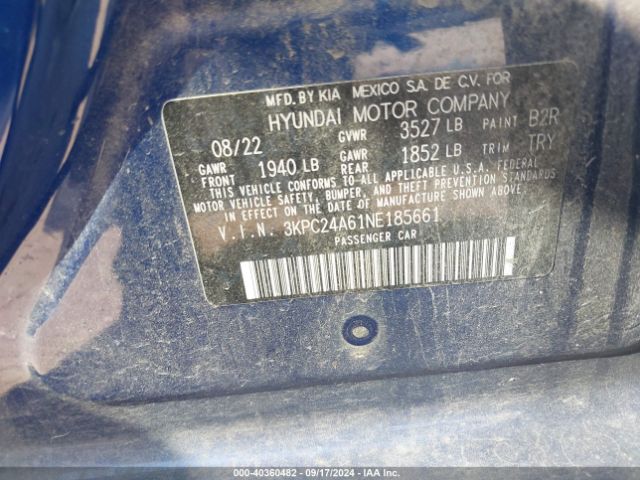 MFD. BY KIA MEXICO S.A. DE C.V. FOR
HYUNDAI MOTOR COMPANY
08/22 GVWR 3527 LB PAINT B2R
GAWR FRONT 1940 LB GAWR REAR 1852 LB TRIM TRY
THIS VEHICLE CONFORMS TO ALL APPLICABLE U.S.A. FEDERAL
MOTOR VEHICLE SAFETY, BUMPER, AND THEFT PREVENTION STANDARDS
IN EFFECT ON THE DATE OF MANUFACTURE SHOWN ABOVE.
V.I.N. 3KPC24A61NE185661
PASSENGER CAR
000-40360482 - 09/17/2024 - IAA Inc.